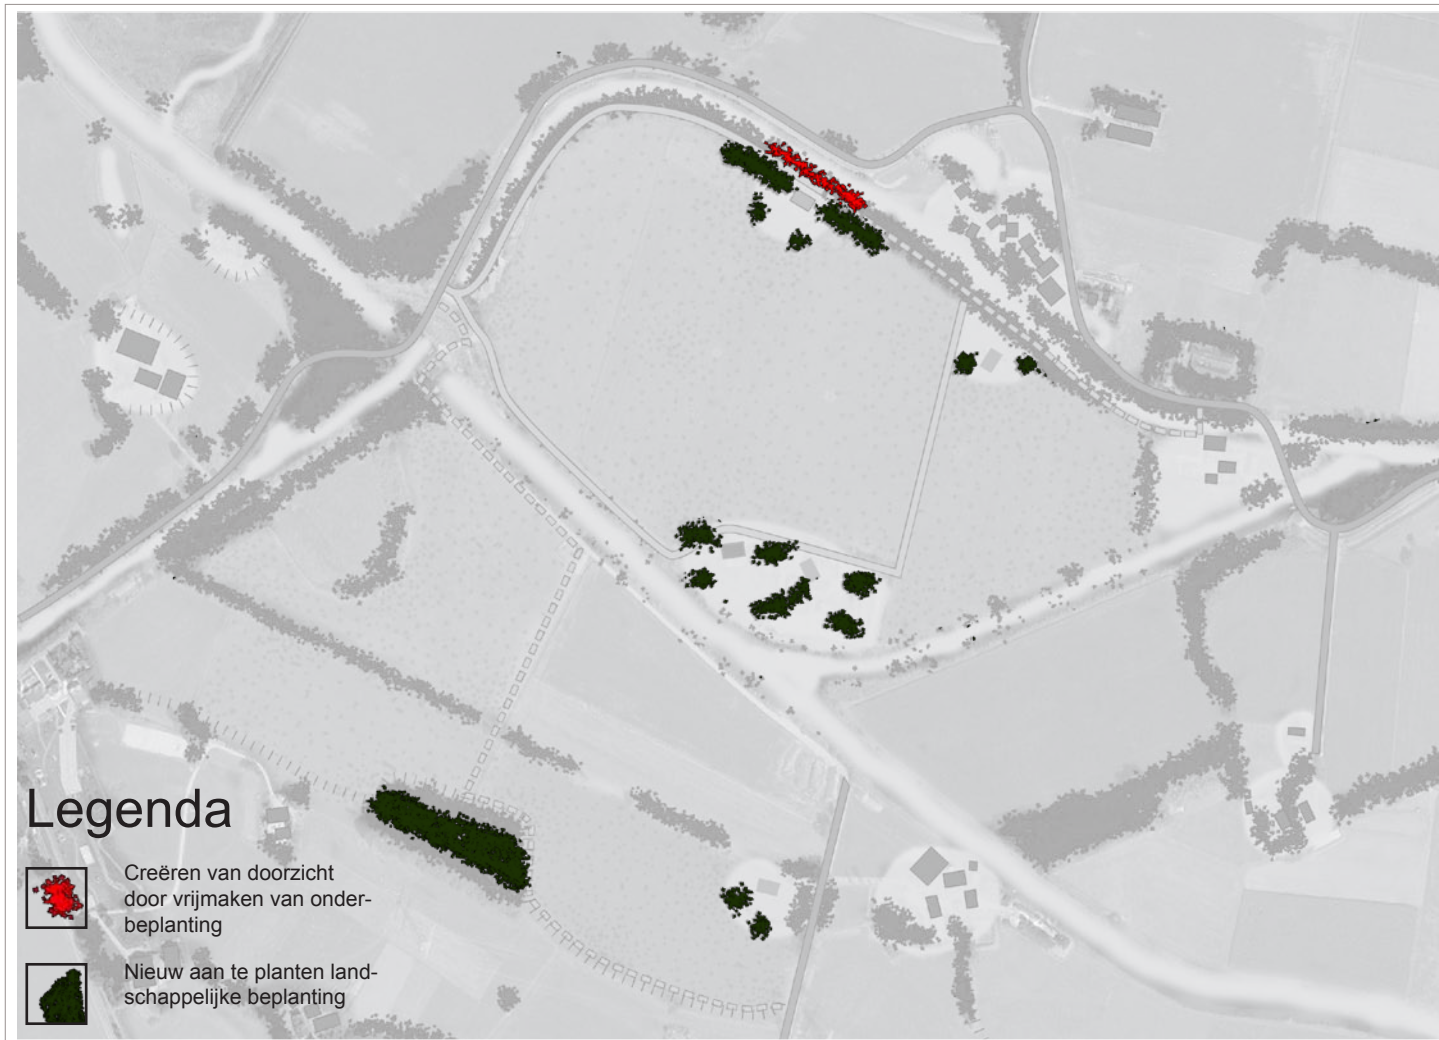 Legenda
Creëren van doorzicht
door vrijmaken van onder-
beplanting
Nieuw aan te planten land-
schappelijke beplanting